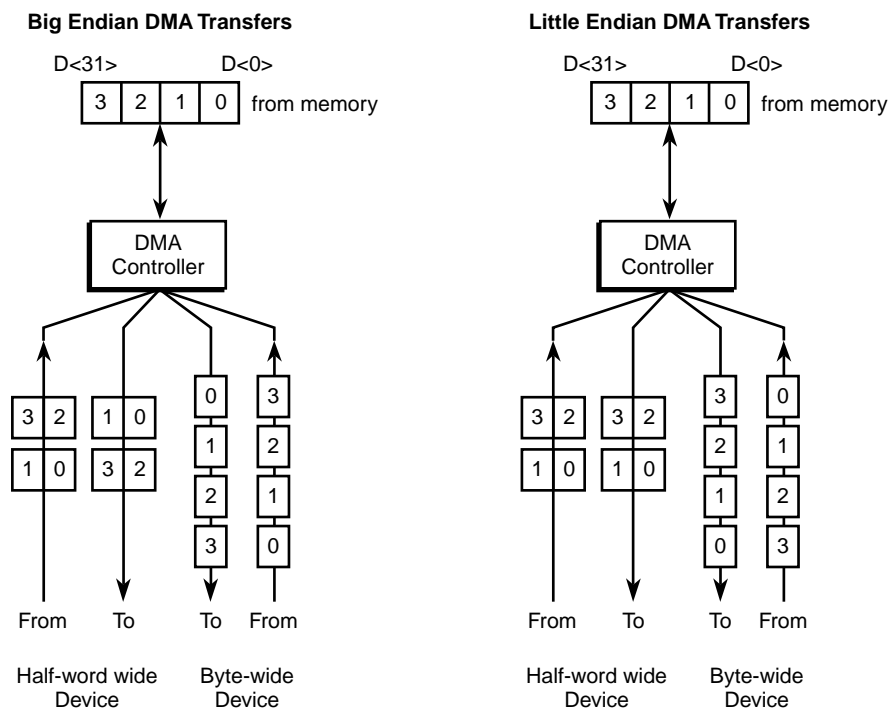 Big Endian DMA Transfers
D<31> D<0>
3 2 1 0 from memory
DMA
Controller
3 2
1 0
1 0
3 2
0
1
2
3
3
2
1
0
From To To From
Half-word wide
Device
Byte-wide
Device
Little Endian DMA Transfers
D<31> D<0>
3 2 1 0 from memory
DMA
Controller
3 2
1 0
3 2
1 0
3
2
1
0
0
1
2
3
From To To From
Half-word wide
Device
Byte-wide
Device